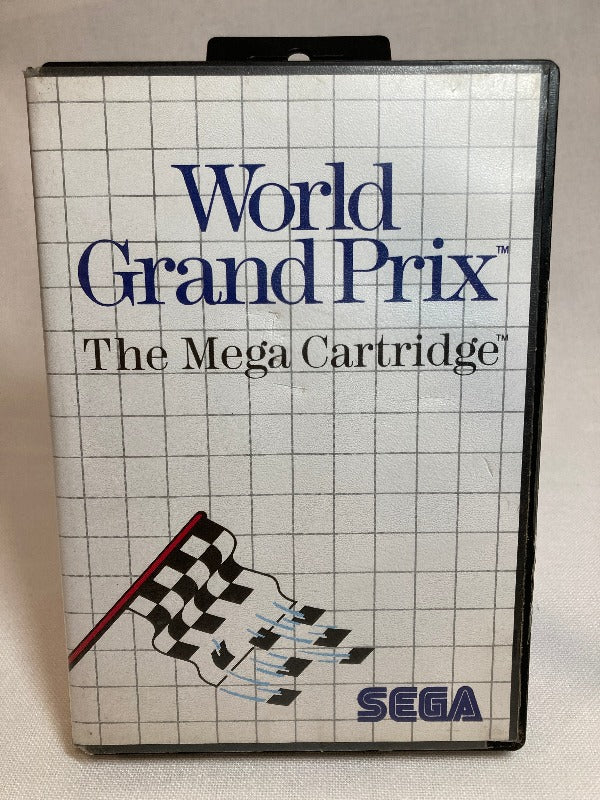 World
Grand Prix™
The Mega Cartridge™
SEGA